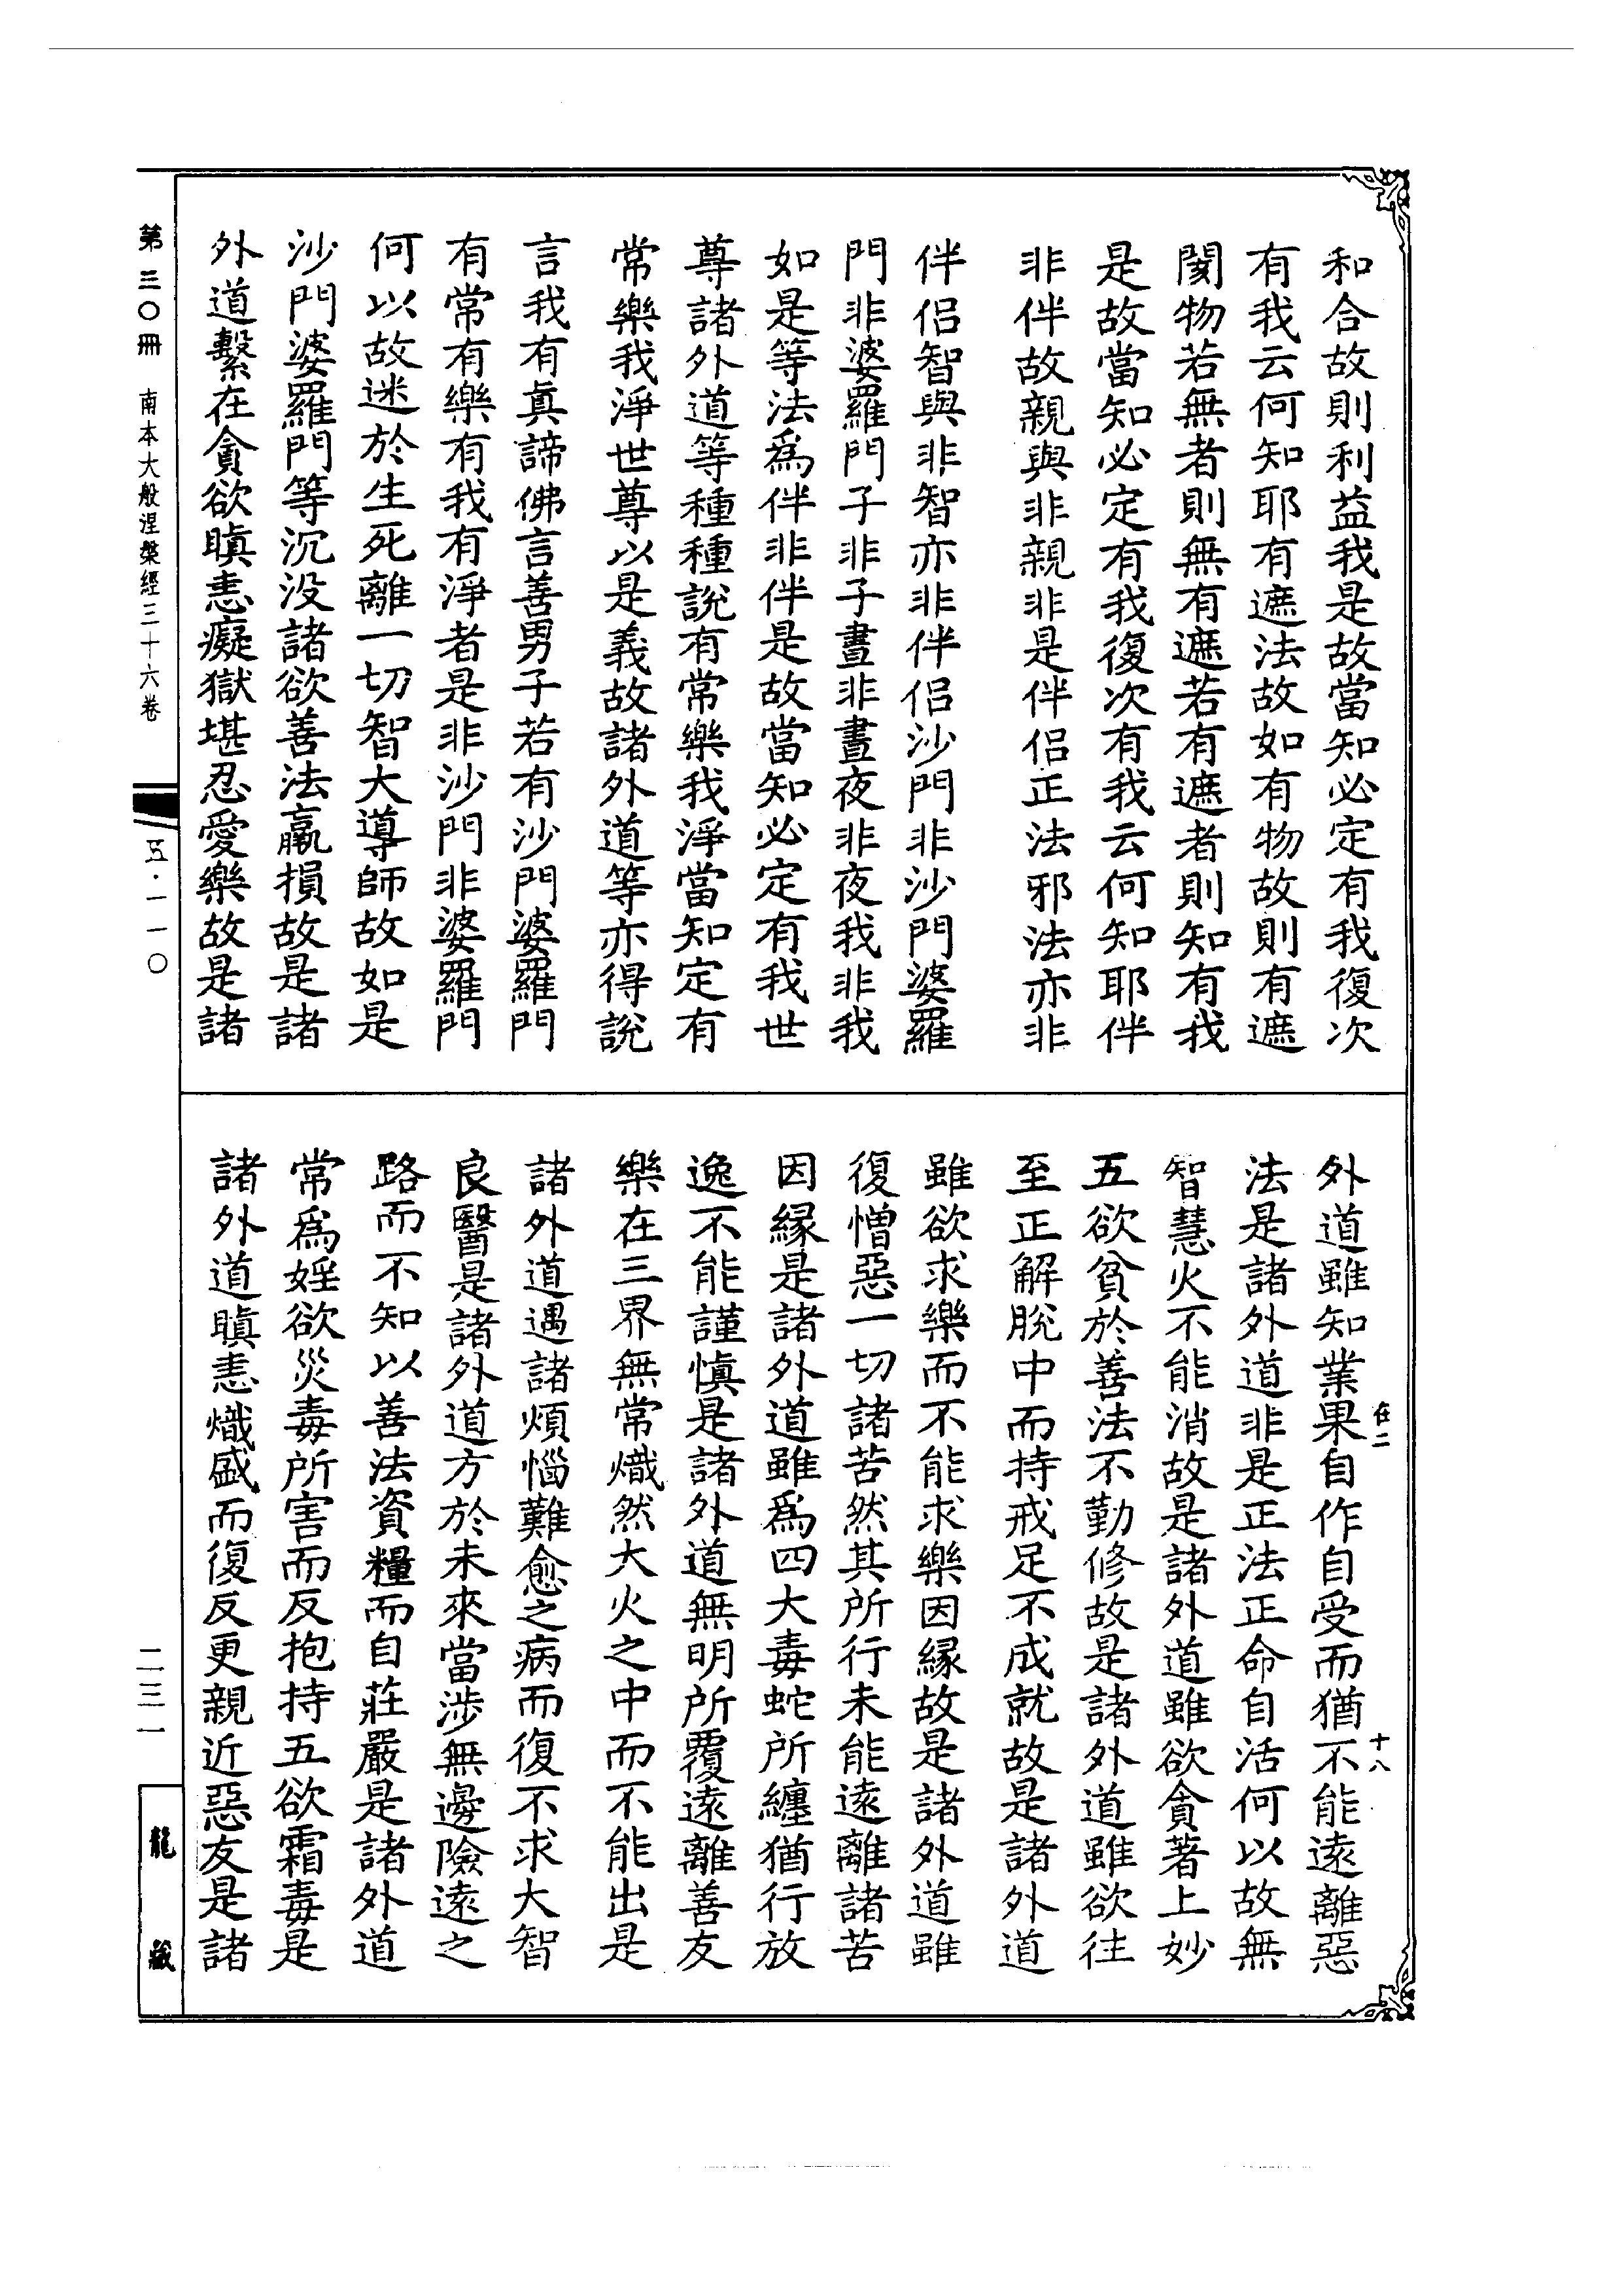 和合故則利益我是故當知必定有我復次
有我云何知耶有遮法故如有物故則有遮
閡物若無者則無有遮若有遮者則知有我
是故當知必定有我復次有我云何知耶伴
非伴故親與非親非是伴侶正法邪法亦非
伴侶智與非智亦非伴侶沙門非沙門婆羅
門非婆羅門子非子晝非晝夜非夜我非我
如是等法為伴非伴是故當知必定有我世
尊諸外道等種種說有常樂我淨當知定有
常樂我淨世尊以是義故諸外道等亦得說
言我有真諦佛言善男子若有沙門婆羅門
有常有樂有我有淨者是非沙門非婆羅門
何以故迷於生死離一切智大導師故如是
沙門婆羅門等沉没諸欲善法羸損故是諸
外道繫在貪欲瞋恚癡獄堪忍愛樂故是諸
外道雖知業果自作自受而猶不能遠離惡
法是諸外道非是正法正命自活何以故無
智慧火不能消故是諸外道雖欲貪著上妙
五欲貧於善法不勤修故是諸外道雖欲往
至正解脫中而持戒足不成就故是諸外道
雖欲求樂而不能求樂因緣故是諸外道雖
復憎惡一切諸苦然其所行未能遠離諸苦
因緣是諸外道雖為四大毒蛇所纏猶行放
逸不能謹慎是諸外道無明所覆遠離善友
樂在三界無常熾然大火之中而不能出是
諸外道遇諸煩惱難愈之病而復不求大智
良醫是諸外道方於未來當涉無邊險遠之
路而不知以善法資糧而自莊嚴是諸外道
常為婬欲災毒所害而反抱持五欲霜毒是
諸外道瞋恚熾盛而復反更親近惡友是諸
第三〇冊 南本大般涅槃經三十六卷
五·一一〇
二三一
龍藏
十八